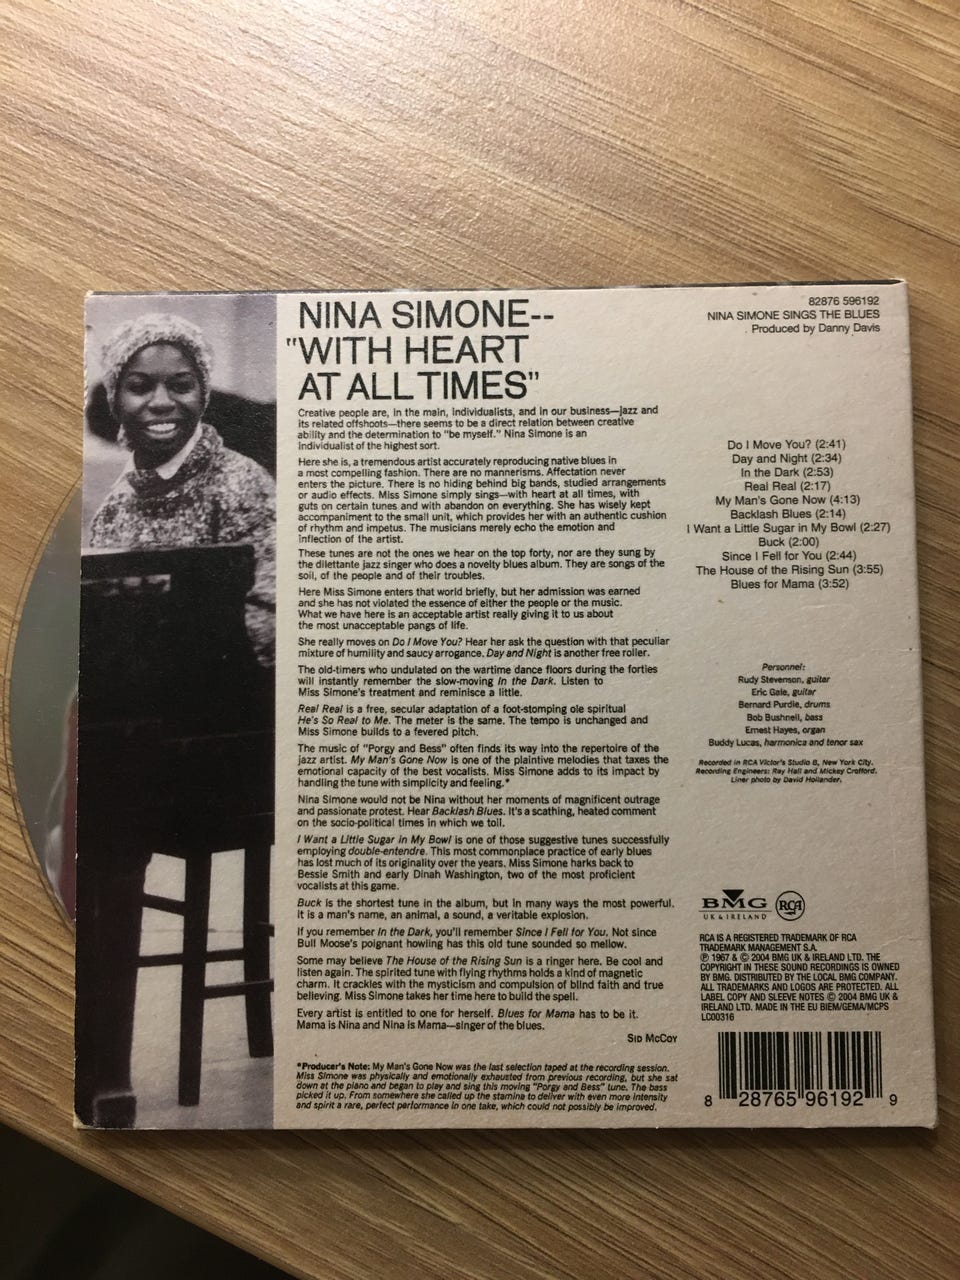 NINA SIMONE--
"WITH HEART
AT ALL TIMES"
Creative people are, in the main, individualists, and in our business—jazz and
its related offshoots—there seems to be a direct relation between creative
ability and the determination to "be myself." Nina Simone is an
individualist of the highest sort.
Here she is, a tremendous artist accurately reproducing native blues in
a most compelling fashion. There are no mannerisms. Affectation never
enters the picture. There is no hiding behind big bands, studied arrangements
or audio effects. Miss Simone simply sings—with heart at all times, with
guts on certain tunes and with abandon on everything. She has wisely kept
accompaniment to the small unit, which provides her with an authentic cushion
of rhythm and impetus. The musicians merely echo the emotion and
inflection of the artist.
These tunes are not the ones we hear on the top forty, nor are they sung by
the dilettante jazz singer who does a novelty blues album. They are songs of the
soil, of the people and of their troubles.
Here Miss Simone enters that world briefly, but her admission was earned
and she has not violated the essence of either the people or the music.
What we have here is an acceptable artist really giving it to us about
the most unacceptable pangs of life.
She really moves on Do I Move You? Hear her ask the question with that peculiar
mixture of humility and saucy arrogance. Day and Night is another free roller.
The old-timers who undulated on the wartime dance floors during the forties
will instantly remember the slow-moving In the Dark. Listen to
Miss Simone's treatment and reminisce a little.
Real Real is a free, secular adaptation of a foot-stomping ole spiritual
He's So Real to Me. The meter is the same. The tempo is unchanged and
Miss Simone builds to a fevered pitch.
The music of "Porgy and Bess" often finds its way into the repertoire of the
jazz artist. My Man's Gone Now is one of the plaintive melodies that taxes the
emotional capacity of the best vocalists. Miss Simone adds to its impact by
handling the tune with simplicity and feeling.*
Nina Simone would not be Nina without her moments of magnificent outrage
and passionate protest. Hear Backlash Blues. It's a scathing, heated comment
on the socio-political times in which we toil.
I Want a Little Sugar in My Bowl is one of those suggestive tunes successfully
employing double-entendre. This most commonplace practice of early blues
has lost much of its originality over the years. Miss Simone harks back to
Bessie Smith and early Dinah Washington, two of the most proficient
vocalists at this game.
Buck is the shortest tune in the album, but in many ways the most powerful.
It is a man's name, an animal, a sound, a veritable explosion.
If you remember In the Dark, you'll remember Since I Fell for You. Not since
Bull Moose's poignant howling has this old tune sounded so mellow.
Some may believe The House of the Rising Sun is a ringer here. Be cool and
listen again. The spirited tune with flying rhythms holds a kind of magnetic
charm. It crackles with the mysticism and compulsion of blind faith and true
believing. Miss Simone takes her time here to build the spell.
Every artist is entitled to one for herself. Blues for Mama has to be it.
Mama is Nina and Nina is Mama—singer of the blues.
SID MCCOY
*Producer's Note: My Man's Gone Now was the last selection taped at the recording session.
Miss Simone was physically and emotionally exhausted from previous recording, but she sat
down at the piano and began to play and sing this moving "Porgy and Bess" tune. The bass
picked it up. From somewhere she called up the stamina to deliver with even more intensity
and spirit a rare, perfect performance in one take, which could not possibly be improved.
82876 596192
NINA SIMONE SINGS THE BLUES
Produced by Danny Davis
Do I Move You? (2:41)
Day and Night (2:34)
In the Dark (2:53)
Real Real (2:17)
My Man's Gone Now (4:13)
Backlash Blues (2:14)
I Want a Little Sugar in My Bowl (2:27)
Buck (2:00)
Since I Fell for You (2:44)
The House of the Rising Sun (3:55)
Blues for Mama (3:52)
Personnel:
Rudy Stevenson, guitar
Eric Gale, guitar
Bernard Purdie, drums
Bob Bushnell, bass
Ernest Hayes, organ
Buddy Lucas, harmonica and tenor sax
Recorded in RCA Victor's Studio B, New York City.
Recording Engineers: Ray Hall and Mickey Crofford.
Liner photo by David Hollander.
BMG
UK & IRELAND
RCA
RCA IS A REGISTERED TRADEMARK OF RCA
TRADEMARK MANAGEMENT S.A.
℗ 1967 & © 2004 BMG UK & IRELAND LTD. THE
COPYRIGHT IN THESE SOUND RECORDINGS IS OWNED
BY BMG. DISTRIBUTED BY THE LOCAL BMG COMPANY.
ALL TRADEMARKS AND LOGOS ARE PROTECTED. ALL
LABEL COPY AND SLEEVE NOTES © 2004 BMG UK &
IRELAND LTD. MADE IN THE EU BIEM/GEMA/MCPS
LC00316
8 28765 96192 9